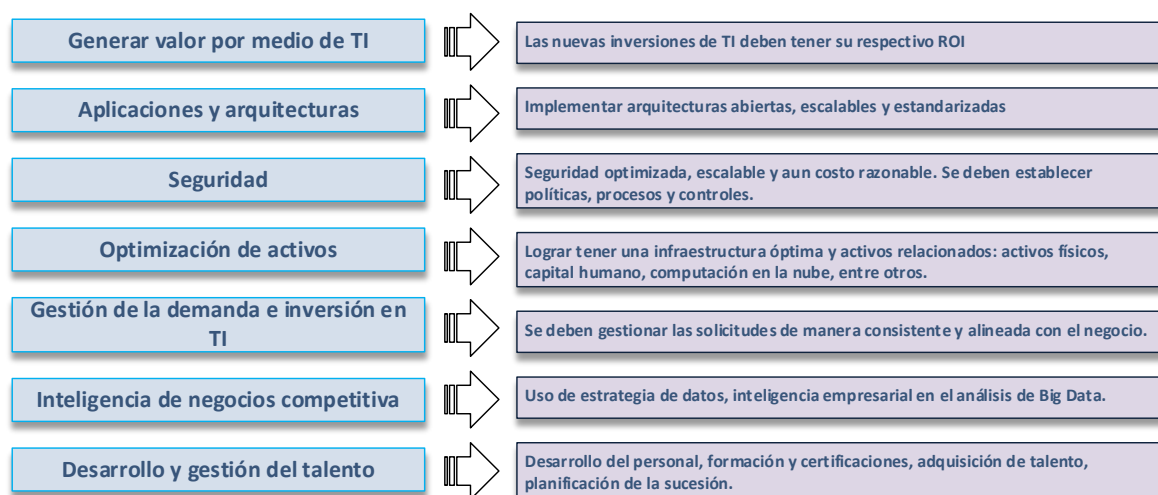 Generar valor por medio de TI
Las nuevas inversiones de TI deben tener su respectivo ROI
Aplicaciones y arquitecturas
Implementar arquitecturas abiertas, escalables y estandarizadas
Seguridad
Seguridad optimizada, escalable y aun costo razonable. Se deben establecer
políticas, procesos y controles.
Optimización de activos
Lograr tener una infraestructura óptima y activos relacionados: activos físicos,
capital humano, computación en la nube, entre otros.
Gestión de la demanda e inversión en
TI
Se deben gestionar las solicitudes de manera consistente y alineada con el negocio.
Inteligencia de negocios competitiva
Uso de estrategia de datos, inteligencia empresarial en el análisis de Big Data.
Desarrollo y gestión del talento
Desarrollo del personal, formación y certificaciones, adquisición de talento,
planificación de la sucesión.